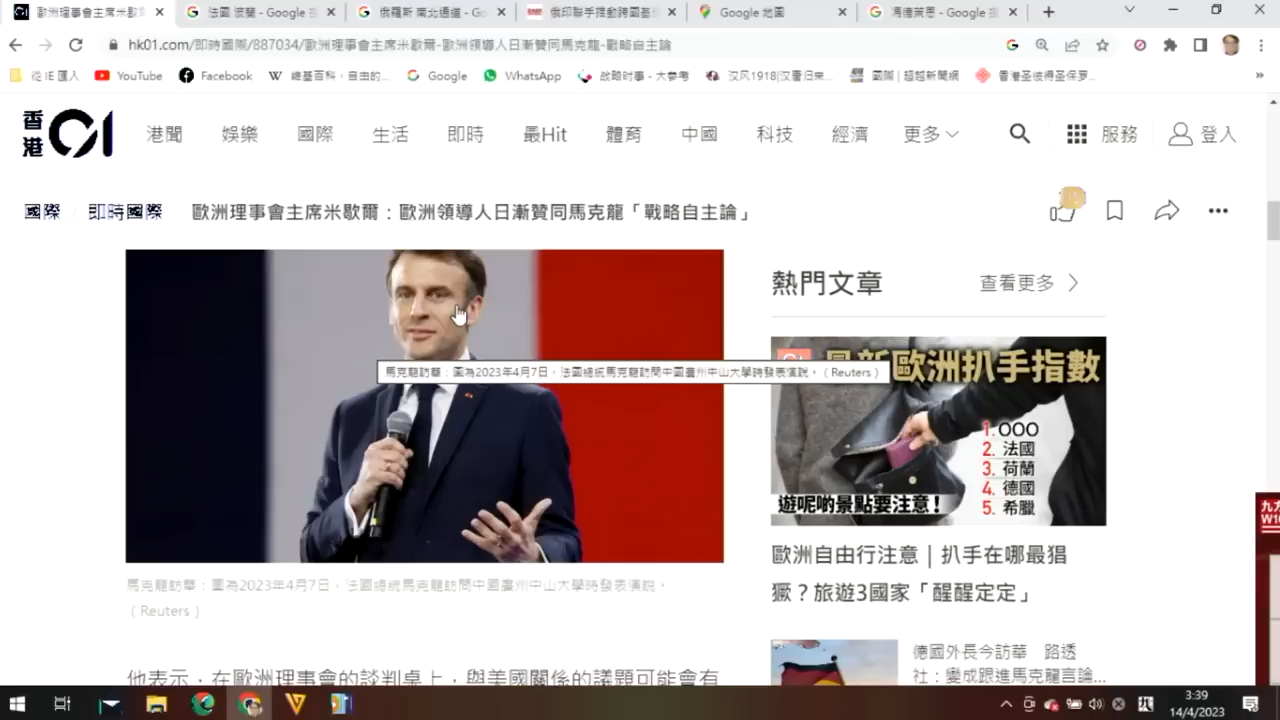 歐洲理事會主席米歇
法國 波蘭 - Google
俄羅斯 南北通道 - G
俄印聯手推動跨國
Google 地圖
馮德萊恩 - Google
hk01.com/即時國際/887034/歐洲理事會主席米歇爾-歐洲領導人日漸贊同馬克龍-戰略自主論
從 IE 匯入
YouTube
Facebook
維基百科，自由的...
Google
WhatsApp
战略时事 - 大參考
汉风1918|汉服归来...
國際 | 超越新聞網
香港圣彼得圣保罗...
香港01
港聞 娛樂 國際 生活 即時 最Hit 體育 中國 科技 經濟 更多
服務
登入
國際 / 即時國際 歐洲理事會主席米歇爾：歐洲領導人日漸贊同馬克龍「戰略自主論」
馬克龍訪華：圖為2023年4月7日，法國總統馬克龍訪問中國廣州中山大學時發表演說。（Reuters）
馬克龍訪華：圖為2023年4月7日，法國總統馬克龍訪問中國廣州中山大學時發表演說。
（Reuters）
他表示，在歐洲理事會的談判桌上，與美國關係的議題可能會有
熱門文章
查看更多
最新歐洲扒手指數
1. OOO
2. 法國
3. 荷蘭
4. 德國
5. 希臘
遊呢啲景點要注意！
歐洲自由行注意｜扒手在哪最猖
獗？旅遊3國家「醒醒定定」
德國外長今訪華 路透
社：變成跟進馬克龍言論...
九方
W10
3:39
14/4/2023